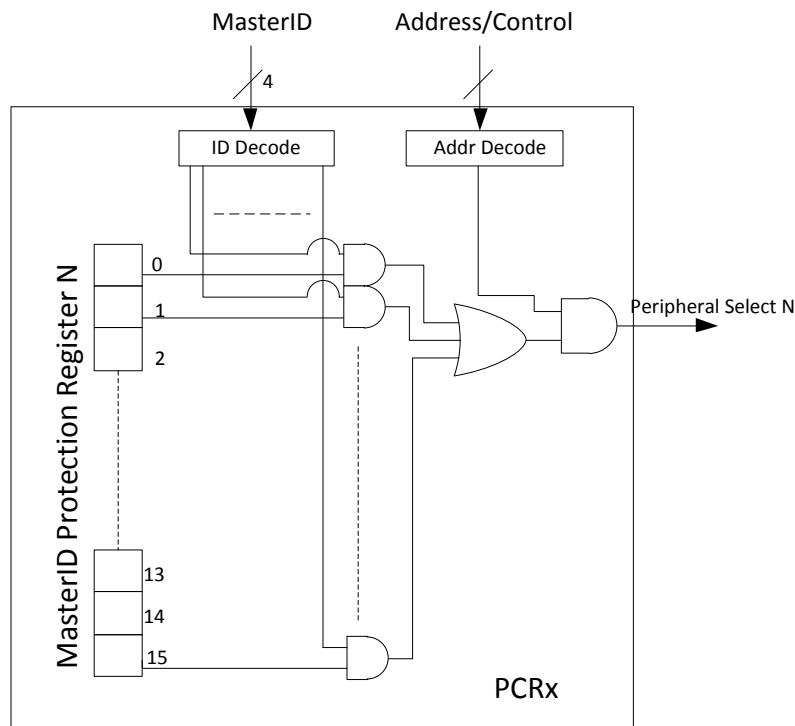 MasterID
Address/Control
4
ID Decode
Addr Decode
MasterID Protection Register N
0
1
2
13
14
15
Peripheral Select N
PCRx